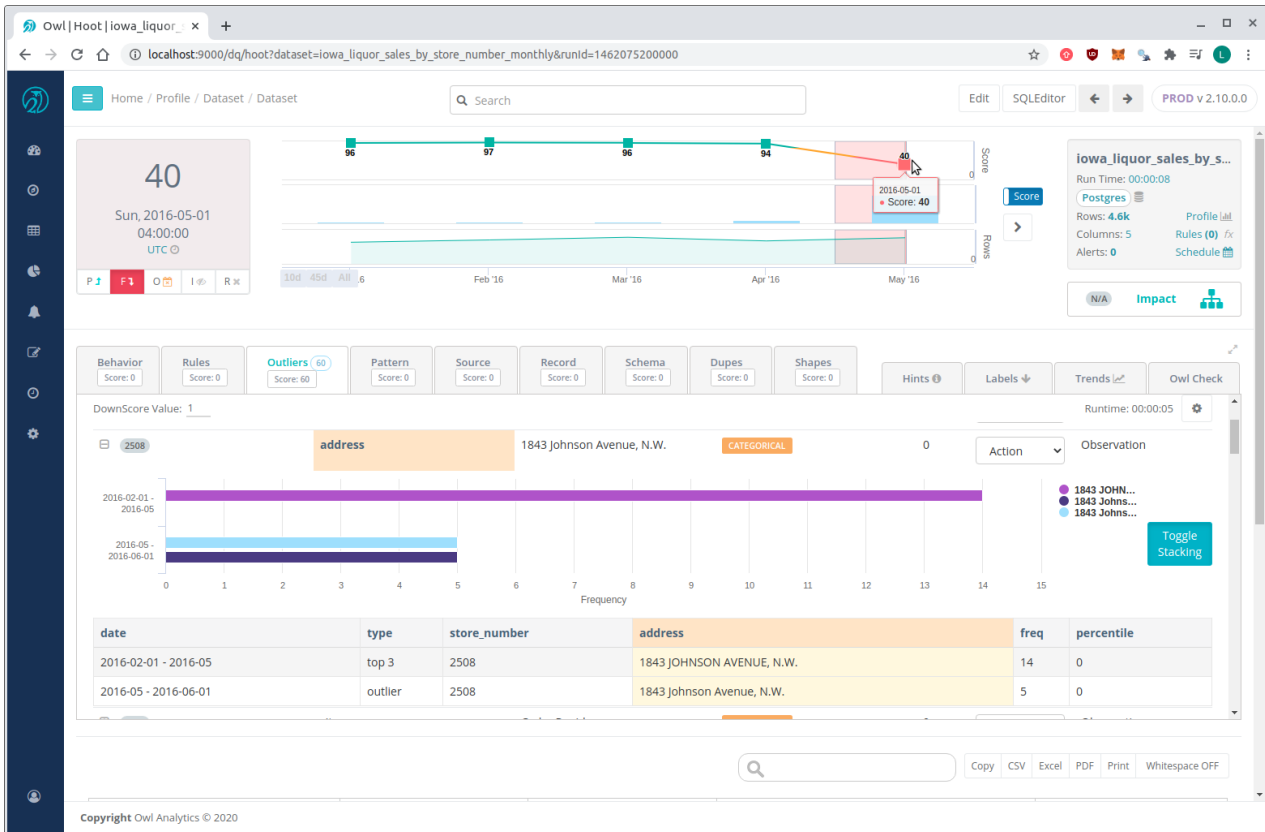 Owl | Hoot | iowa_liquor_
localhost:9000/dq/hoot?dataset=iowa_liquor_sales_by_store_number_monthly&runId=1462075200000
L
Home / Profile / Dataset / Dataset
Search
Edit
SQLEditor
PROD v 2.10.0.0
40
Sun, 2016-05-01
04:00:00
UTC
P
F
O
I
R
96
97
96
94
40
Score
0
2016-05-01
• Score: 40
Rows
0
10d 45d All
Feb '16
Mar '16
Apr '16
May '16
Score
iowa_liquor_sales_by_s...
Run Time: 00:00:08
Postgres
Rows: 4.6k
Profile
Columns: 5
Rules (0) fx
Alerts: 0
Schedule
N/A
Impact
Behavior
Score: 0
Rules
Score: 0
Outliers 60
Score: 60
Pattern
Score: 0
Source
Score: 0
Record
Score: 0
Schema
Score: 0
Dupes
Score: 0
Shapes
Score: 0
Hints
Labels
Trends
Owl Check
DownScore Value: 1
Runtime: 00:00:05
2508
address
1843 Johnson Avenue, N.W.
CATEGORICAL
0
Action
Observation
2016-02-01 -
2016-05
2016-05 -
2016-06-01
0 1 2 3 4 5 6 7 8 9 10 11 12 13 14 15
Frequency
1843 JOHN...
1843 Johns...
1843 Johns...
Toggle
Stacking
date type store_number address freq percentile
2016-02-01 - 2016-05 top 3 2508 1843 JOHNSON AVENUE, N.W. 14 0
2016-05 - 2016-06-01 outlier 2508 1843 Johnson Avenue, N.W. 5 0
Copy CSV Excel PDF Print Whitespace OFF
Copyright Owl Analytics © 2020